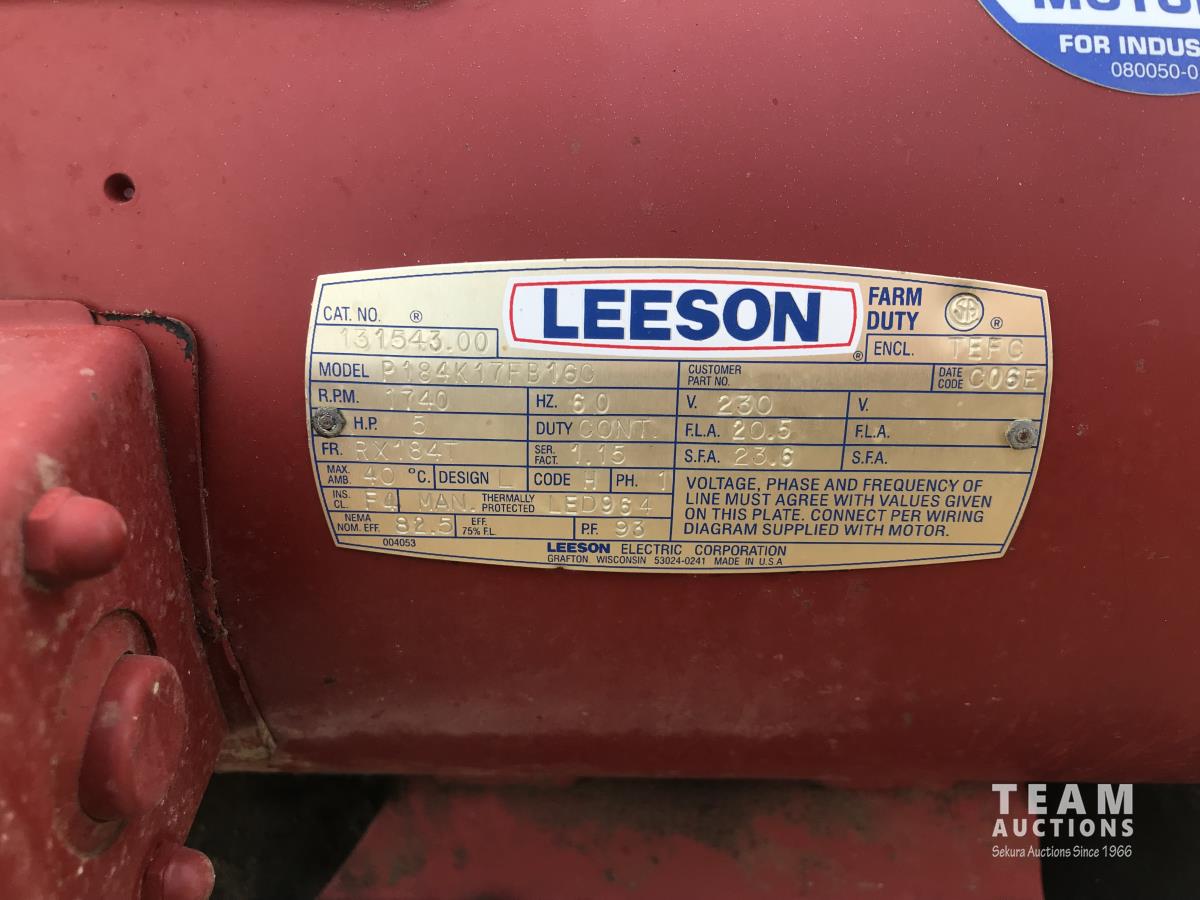 FOR INDUS
080050-0
CAT. NO. ®
131543.00
LEESON ®
FARM DUTY
SA ®
ENCL. TEFC
MODEL P184K17FB16C
CUSTOMER PART NO.
DATE CODE C06E
R.P.M. 1740 HZ. 60 V. 230 V.
H.P. 5 DUTY CONT. F.L.A. 20.5 F.L.A.
FR. RX184T SER. FACT. 1.15 S.F.A. 23.6 S.F.A.
MAX. AMB. 40 °C. DESIGN L CODE H PH. 1
INS. CL. F4 MAN. THERMALLY PROTECTED LED964
NEMA NOM. EFF. 82.5 EFF. 75% F.L. P.F. 93
VOLTAGE, PHASE AND FREQUENCY OF
LINE MUST AGREE WITH VALUES GIVEN
ON THIS PLATE. CONNECT PER WIRING
DIAGRAM SUPPLIED WITH MOTOR.
004053
LEESON ELECTRIC CORPORATION
GRAFTON, WISCONSIN 53024-0241 MADE IN U.S.A
TEAM
AUCTIONS
Sekura Auctions Since 1966